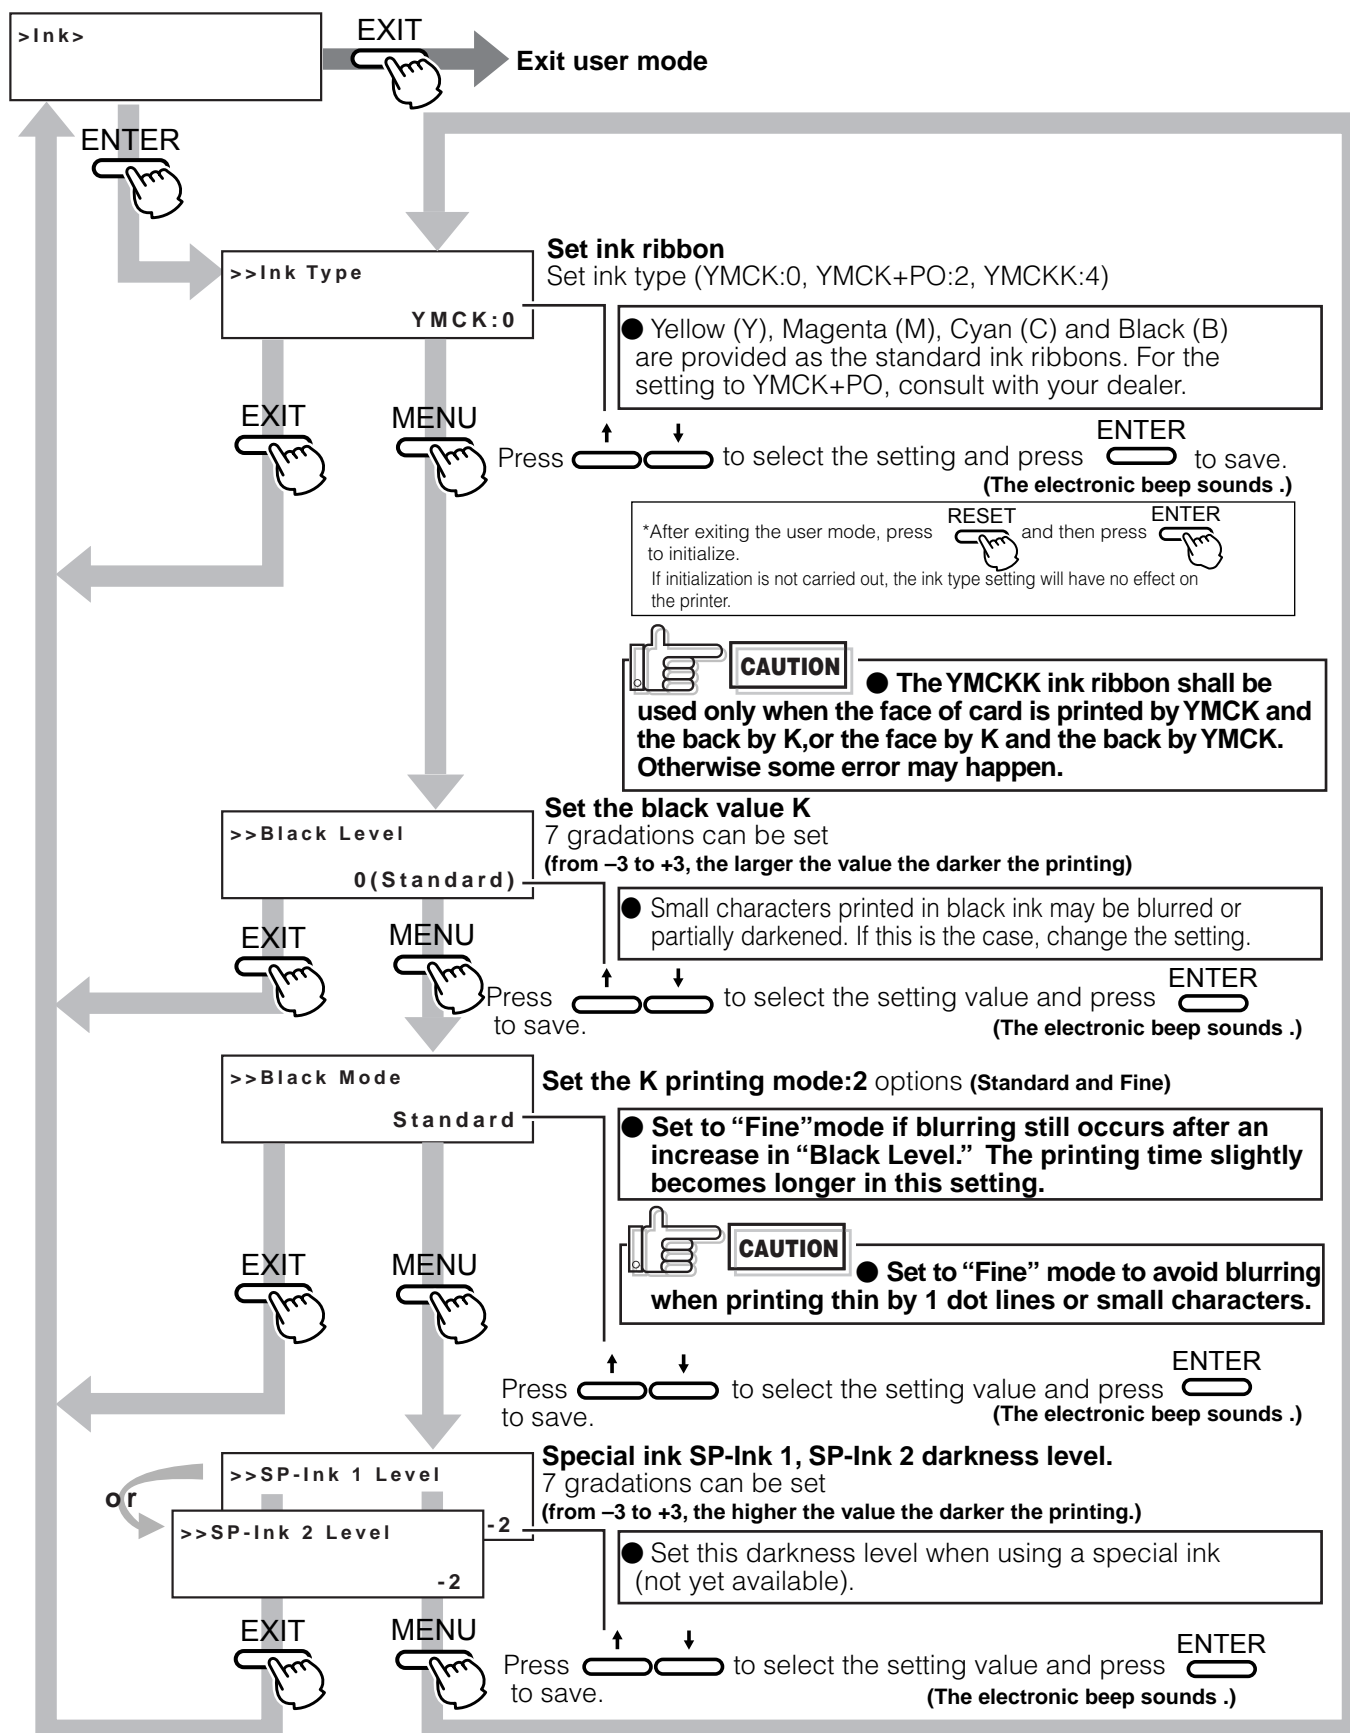 >Ink>
EXIT
Exit user mode
ENTER
>>Ink Type
YMCK:0
Set ink ribbon
Set ink type (YMCK:0, YMCK+PO:2, YMCKK:4)
● Yellow (Y), Magenta (M), Cyan (C) and Black (B)
are provided as the standard ink ribbons. For the
setting to YMCK+PO, consult with your dealer.
EXIT
MENU
Press to select the setting and press ENTER to save.
(The electronic beep sounds .)
*After exiting the user mode, press RESET and then press ENTER
to initialize.
If initialization is not carried out, the ink type setting will have no effect on
the printer.
CAUTION
● The YMCKK ink ribbon shall be
used only when the face of card is printed by YMCK and
the back by K,or the face by K and the back by YMCK.
Otherwise some error may happen.
>>Black Level
0(Standard)
Set the black value K
7 gradations can be set
(from –3 to +3, the larger the value the darker the printing)
● Small characters printed in black ink may be blurred or
partially darkened. If this is the case, change the setting.
EXIT
MENU
Press to select the setting value and press ENTER
to save.
(The electronic beep sounds .)
>>Black Mode
Standard
Set the K printing mode:2 options (Standard and Fine)
● Set to “Fine”mode if blurring still occurs after an
increase in “Black Level.” The printing time slightly
becomes longer in this setting.
CAUTION
● Set to “Fine” mode to avoid blurring
when printing thin by 1 dot lines or small characters.
EXIT
MENU
Press to select the setting value and press ENTER
to save.
(The electronic beep sounds .)
>>SP-Ink 1 Level
-2
or
>>SP-Ink 2 Level
-2
Special ink SP-Ink 1, SP-Ink 2 darkness level.
7 gradations can be set
(from –3 to +3, the higher the value the darker the printing.)
● Set this darkness level when using a special ink
(not yet available).
EXIT
MENU
Press to select the setting value and press ENTER
to save.
(The electronic beep sounds .)